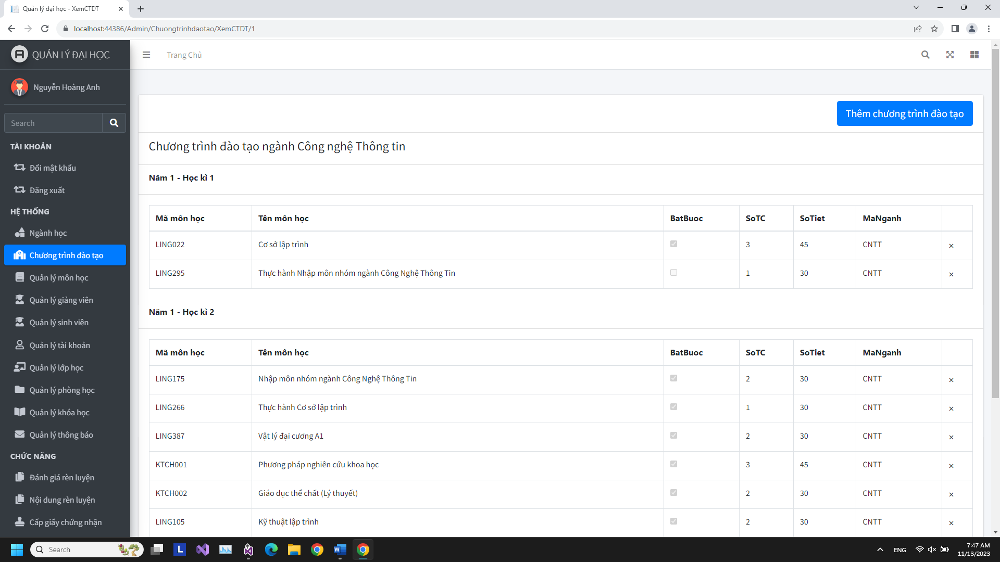 Quản lý đại học - XemCTDT
localhost:44386/Admin/Chuongtrinhdaotao/XemCTDT/1
QUẢN LÝ ĐẠI HỌC
Trang Chủ
Nguyễn Hoàng Anh
Search
TÀI KHOẢN
Đổi mật khẩu
Đăng xuất
HỆ THỐNG
Ngành học
Chương trình đào tạo
Quản lý môn học
Quản lý giảng viên
Quản lý sinh viên
Quản lý tài khoản
Quản lý lớp học
Quản lý phòng học
Quản lý khóa học
Quản lý thông báo
CHỨC NĂNG
Đánh giá rèn luyện
Nội dung rèn luyện
Cấp giấy chứng nhận
Thêm chương trình đào tạo
Chương trình đào tạo ngành Công nghệ Thông tin
Năm 1 - Học kì 1
Mã môn học Tên môn học BatBuoc SoTC SoTiet MaNganh
LING022 Cơ sở lập trình 3 45 CNTT ×
LING295 Thực hành Nhập môn nhóm ngành Công Nghệ Thông Tin 1 30 CNTT ×
Năm 1 - Học kì 2
Mã môn học Tên môn học BatBuoc SoTC SoTiet MaNganh
LING175 Nhập môn nhóm ngành Công Nghệ Thông Tin 2 30 CNTT ×
LING266 Thực hành Cơ sở lập trình 1 30 CNTT ×
LING387 Vật lý đại cương A1 2 30 CNTT ×
KTCH001 Phương pháp nghiên cứu khoa học 3 45 CNTT ×
KTCH002 Giáo dục thể chất (Lý thuyết) 2 30 CNTT ×
LING105 Kỹ thuật lập trình 2 30 CNTT ×
Search
L
W
ENG
7:47 AM
11/13/2023